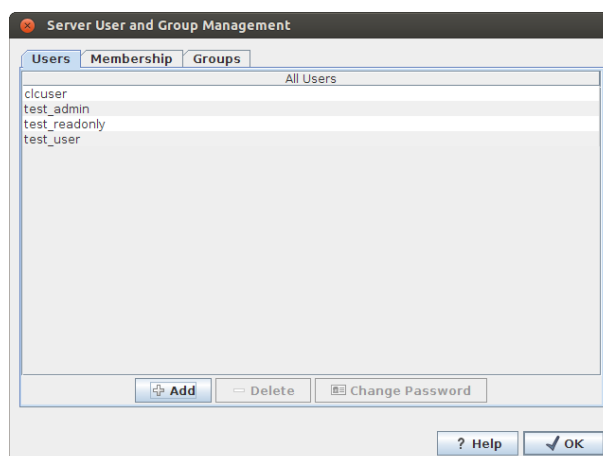 Server User and Group Management
Users Membership Groups
All Users
clcuser
test_admin
test_readonly
test_user
Add Delete Change Password
? Help OK